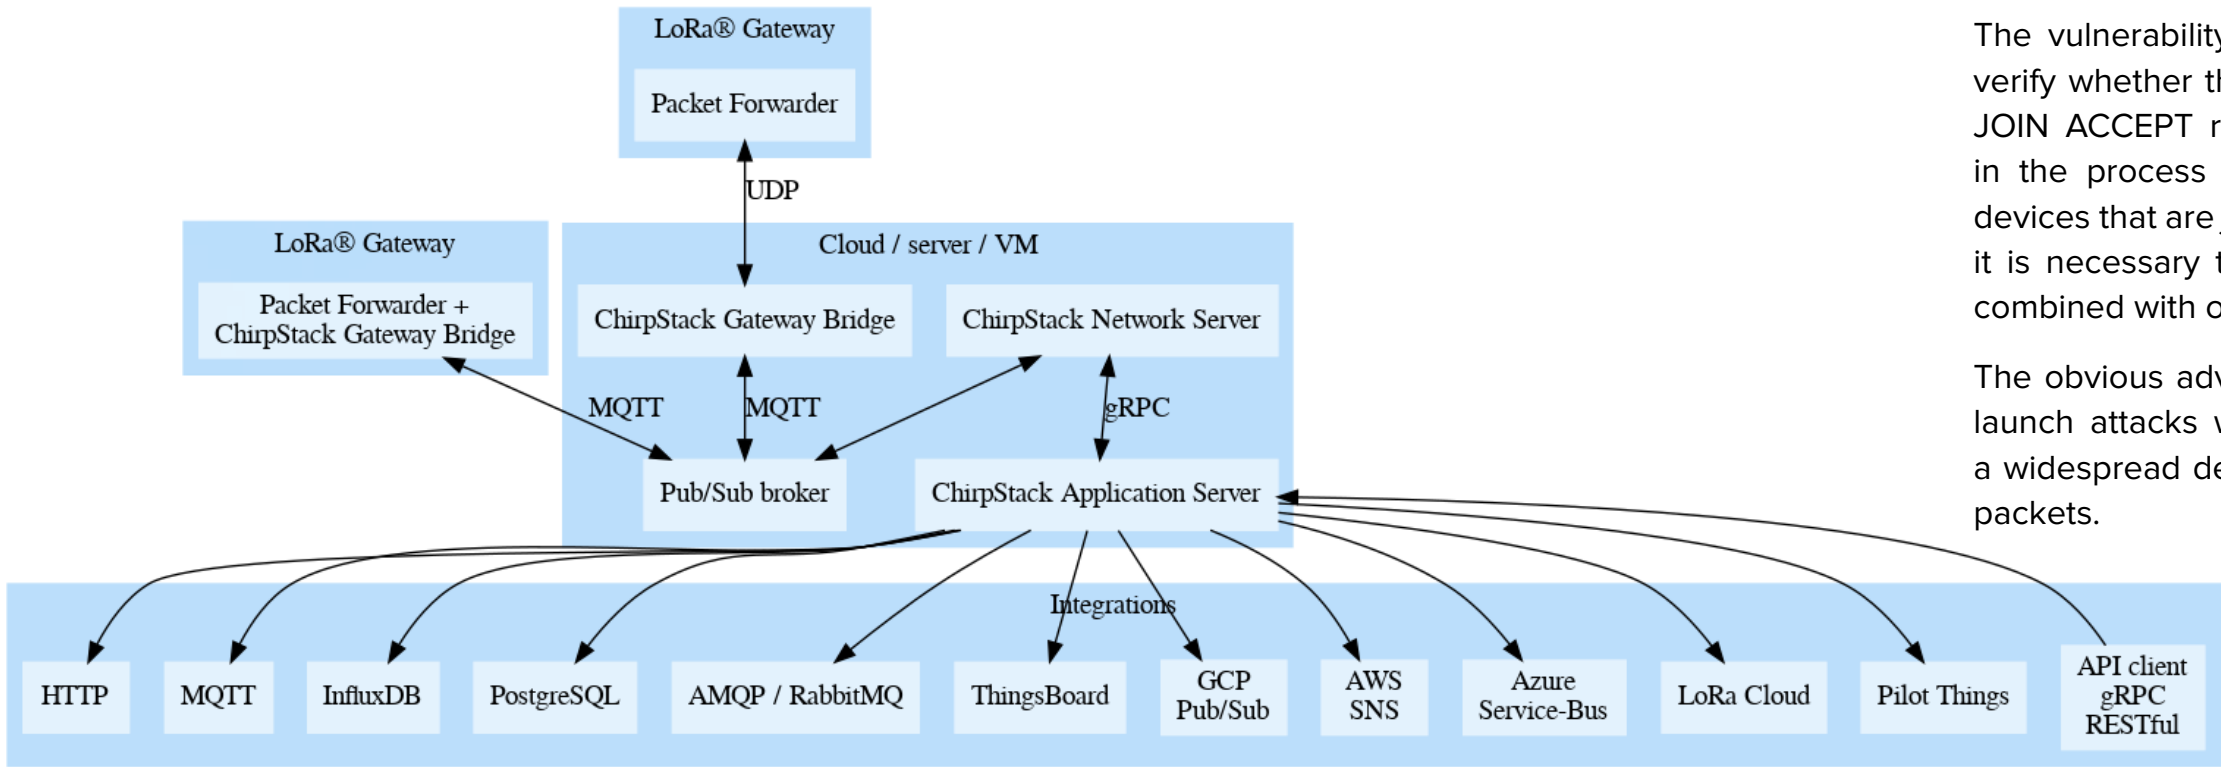 LoRa® Gateway
Packet Forwarder
UDP
LoRa® Gateway
Packet Forwarder +
ChirpStack Gateway Bridge
Cloud / server / VM
ChirpStack Gateway Bridge
ChirpStack Network Server
MQTT
MQTT
gRPC
Pub/Sub broker
ChirpStack Application Server
Integrations
HTTP
MQTT
InfluxDB
PostgreSQL
AMQP / RabbitMQ
ThingsBoard
GCP
Pub/Sub
AWS
SNS
Azure
Service-Bus
LoRa Cloud
Pilot Things
API client
gRPC
RESTful
The vulnerability
verify whether
JOIN ACCEPT
in the process
devices that are
it is necessary
combined with
The obvious
launch attacks
a widespread
packets.